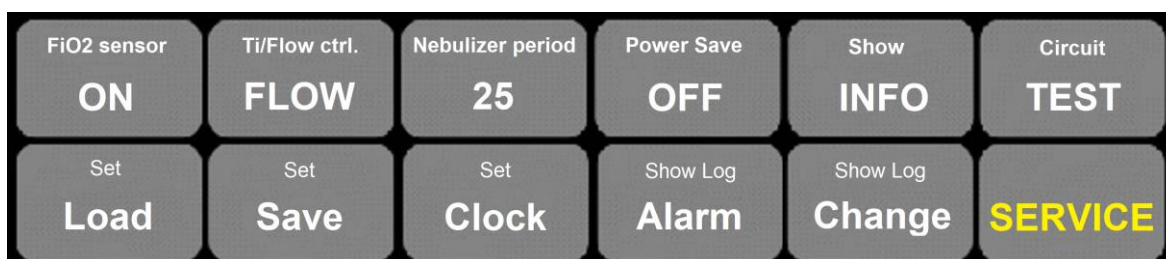 FiO2 sensor Ti/Flow ctrl. Nebulizer period Power Save Show Circuit
ON FLOW 25 OFF INFO TEST
Set Set Set Show Log Show Log
Load Save Clock Alarm Change SERVICE